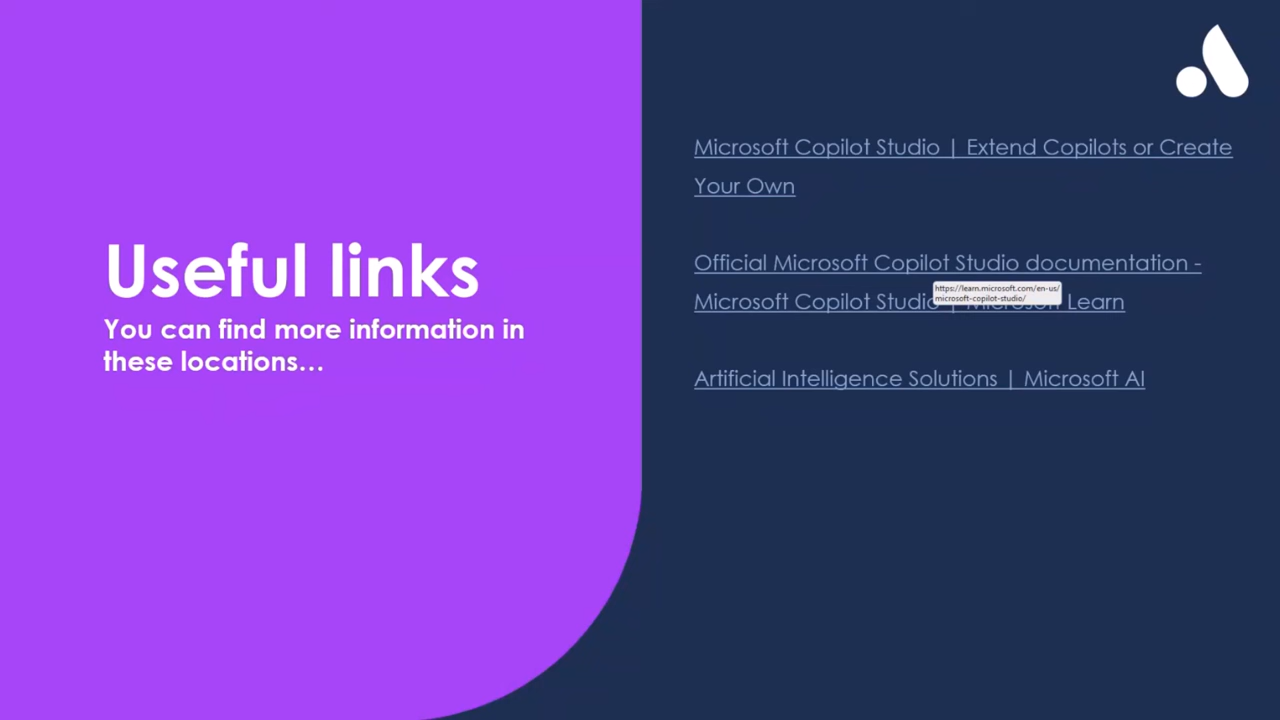 Useful links
You can find more information in
these locations...
Microsoft Copilot Studio | Extend Copilots or Create
Your Own
Official Microsoft Copilot Studio documentation -
Microsoft Copilot Studio | Microsoft Learn
https://learn.microsoft.com/en-us/
microsoft-copilot-studio/
Artificial Intelligence Solutions | Microsoft AI